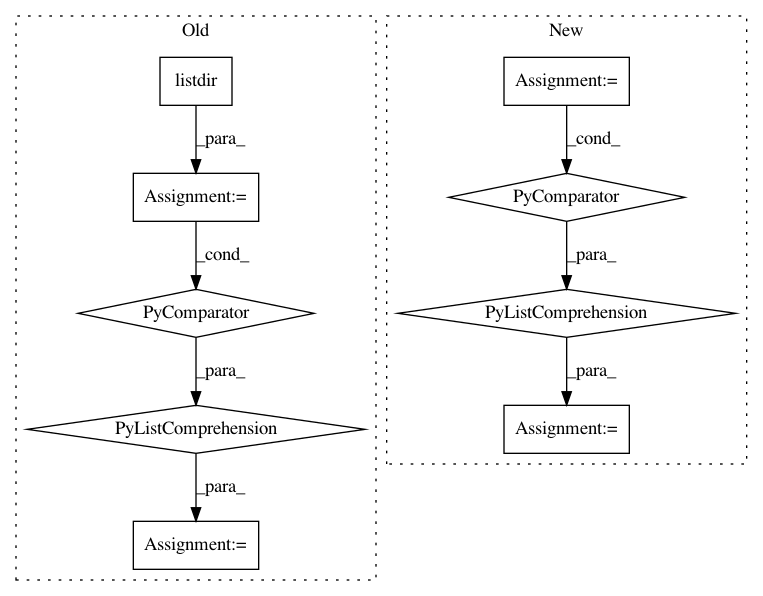 Old
listdir
_para_
Assignment:=
_cond_
PyComparator
_para_
PyListComprehension
_para_
Assignment:=
New
Assignment:=
_cond_
PyComparator
_para_
PyListComprehension
_para_
Assignment:=